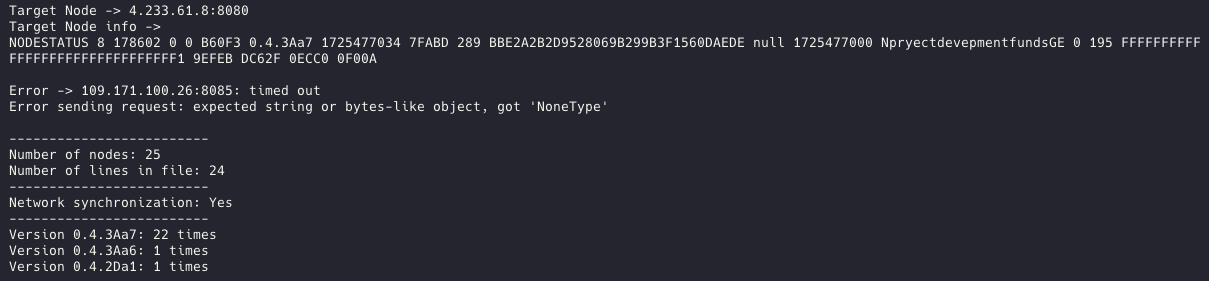 Target Node -> 4.233.61.8:8080
Target Node info ->
NODESTATUS 8 178602 0 0 B60F3 0.4.3Aa7 1725477034 7FABD 289 BBE2A2B2D9528069B299B3F1560DAEDE null 1725477000 NpryectdevepmentfundsGE 0 195 FFFFFFFFFF
FFFFFFFFFFFFFFFFFFFFF1 9EFEB DC62F 0ECC0 0F00A
Error -> 109.171.100.26:8085: timed out
Error sending request: expected string or bytes-like object, got 'NoneType'
-------------------------
Number of nodes: 25
Number of lines in file: 24
-------------------------
Network synchronization: Yes
-------------------------
Version 0.4.3Aa7: 22 times
Version 0.4.3Aa6: 1 times
Version 0.4.2Da1: 1 times